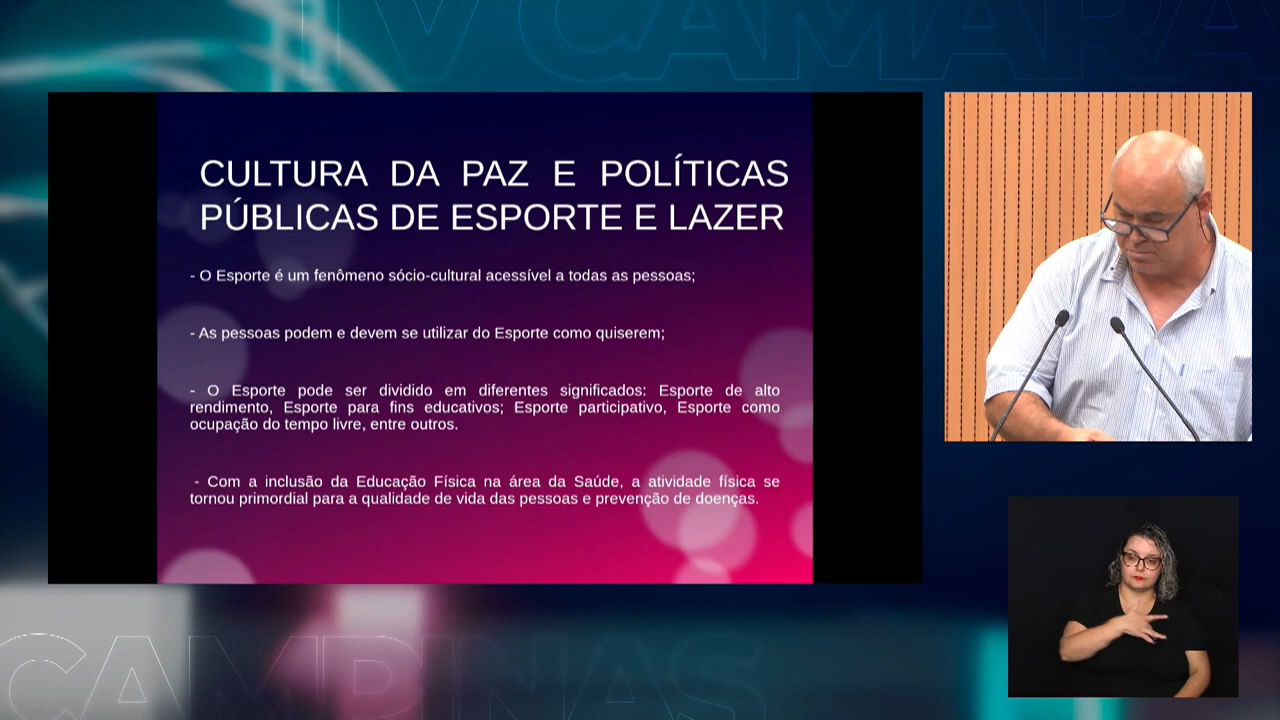 TV CÂMARA
CULTURA DA PAZ E POLÍTICAS
PÚBLICAS DE ESPORTE E LAZER
- O Esporte é um fenômeno sócio-cultural acessível a todas as pessoas;
- As pessoas podem e devem se utilizar do Esporte como quiserem;
- O Esporte pode ser dividido em diferentes significados: Esporte de alto
rendimento, Esporte para fins educativos; Esporte participativo, Esporte como
ocupação do tempo livre, entre outros.
- Com a inclusão da Educação Física na área da Saúde, a atividade física se
tornou primordial para a qualidade de vida das pessoas e prevenção de doenças.
CAMPINAS